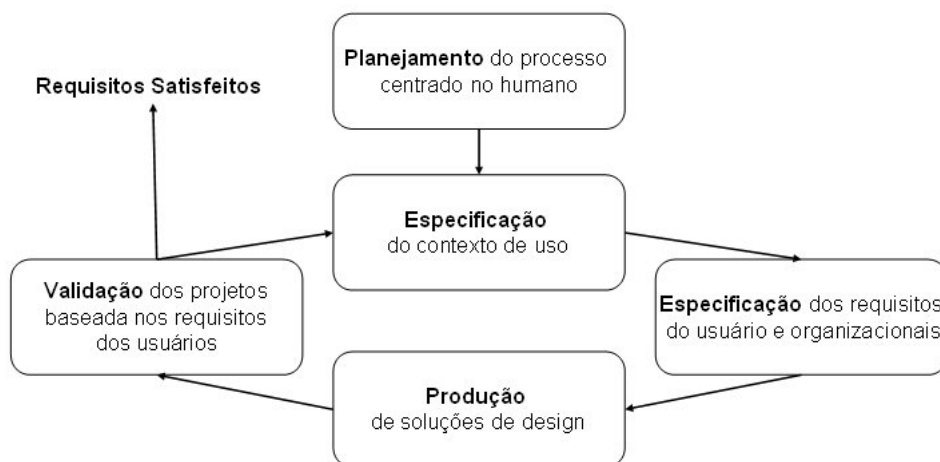 Planejamento do processo
centrado no humano
Requisitos Satisfeitos
Especificação
do contexto de uso
Validação dos projetos
baseada nos requisitos
dos usuários
Especificação dos requisitos
do usuário e organizacionais
Produção
de soluções de design